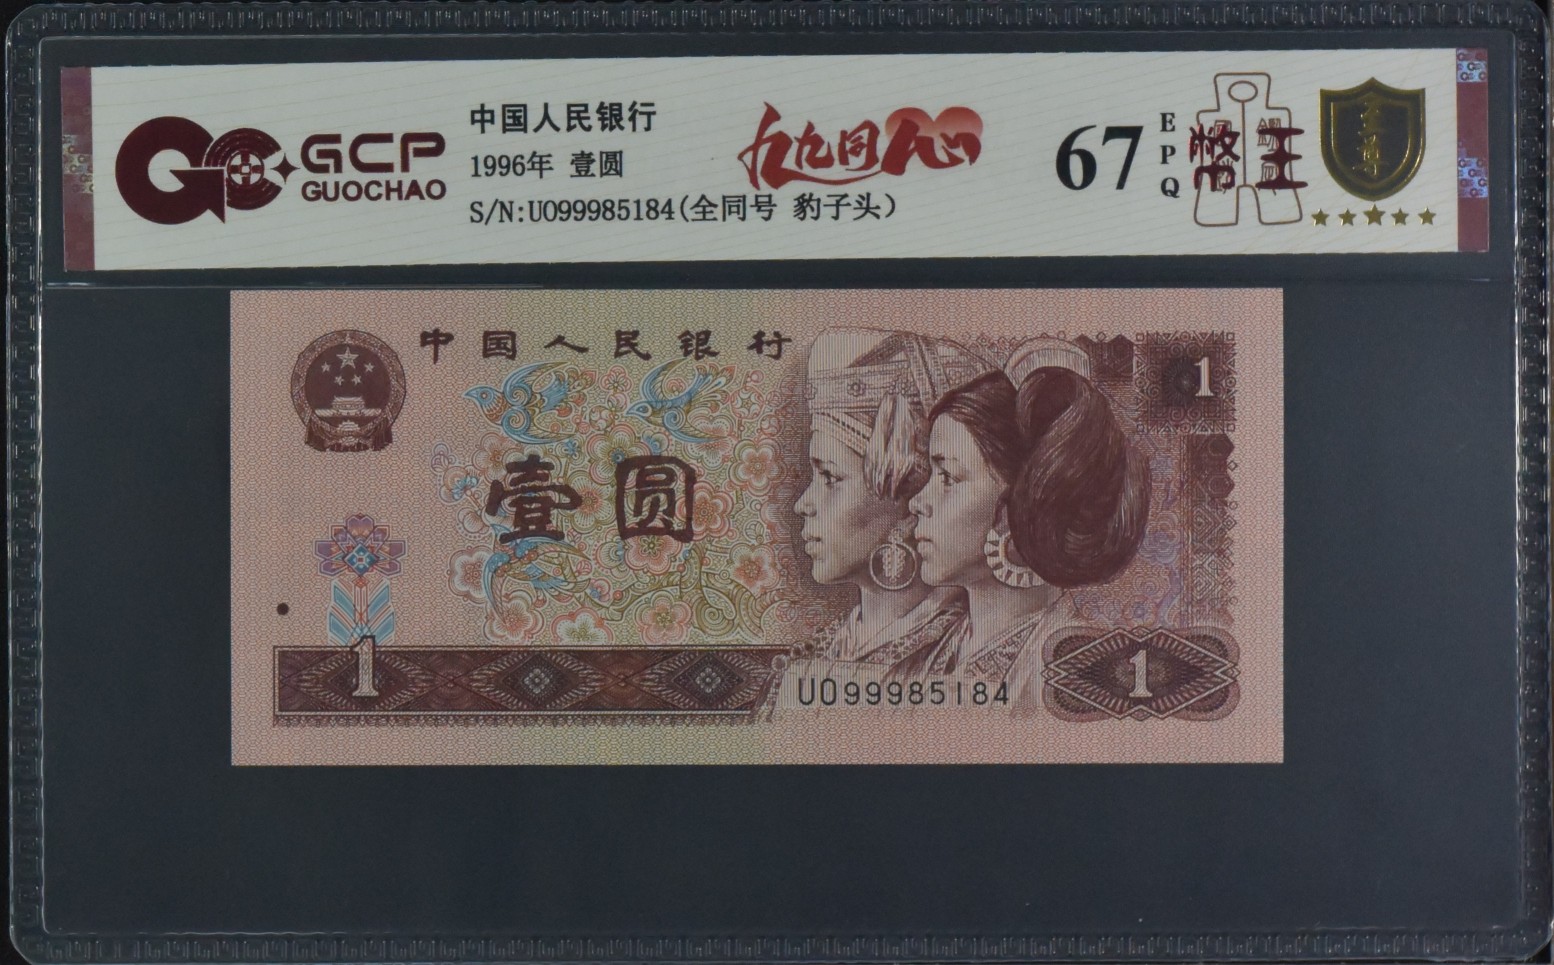 GCP
GUOCHAO
中国人民银行
1996年 壹圆
S/N:U099985184(全同号 豹子头)
九九同心
67
EPQ
中国人民银行
1
壹圆
1
U099985184
1